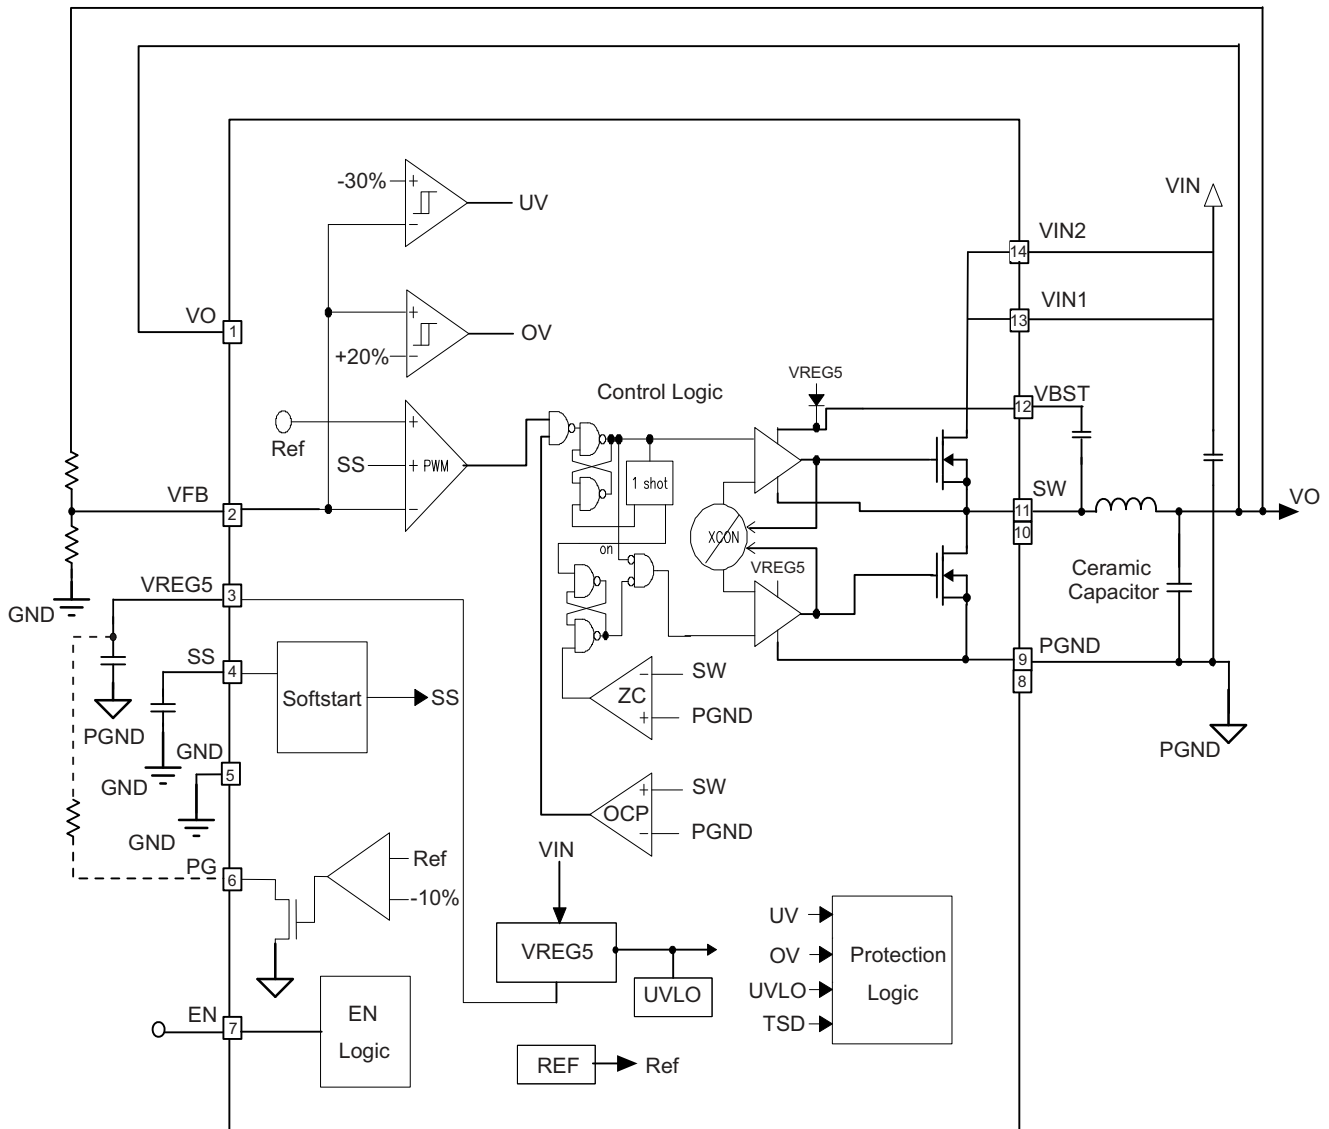 -30%
+
-
UV
VIN
VIN2
14
VO
1
+
OV
+20%
-
VIN1
13
Control Logic
VREG5
VBST
12
Ref
+
SS
+
PWM
-
1 shot
VFB
2
SW
11
10
VO
XCON
on
VREG5
Ceramic
Capacitor
GND
VREG5
3
SS
4
Softstart
SS
PGND
9
8
-
SW
ZC
+
PGND
PGND
GND
GND
5
PGND
GND
+
SW
OCP
-
PGND
PG
6
Ref
-10%
VIN
VREG5
UVLO
UV
OV
UVLO
TSD
Protection
Logic
EN
7
EN
Logic
REF
Ref